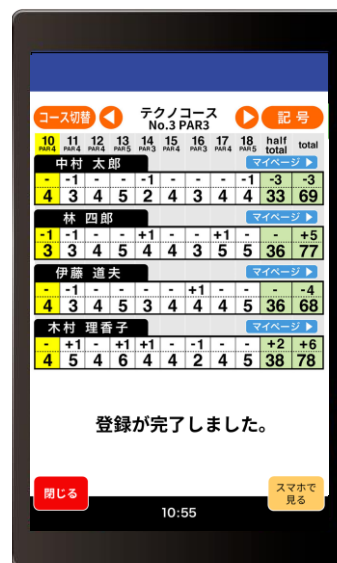 コース切替
テクノコース
No.3 PAR3
記号
10 11 12 13 14 15 16 17 18 half total
PAR4 PAR4 PAR4 PAR5 PAR3 PAR4 PAR3 PAR4 PAR5 total
中村 太郎 マイページ
- -1 - - -1 - - - -1 -3 -3
4 3 4 5 2 4 3 4 4 33 69
林 四郎 マイページ
-1 -1 - - +1 - - +1 - - +5
3 3 4 5 4 4 3 5 5 36 77
伊藤 道夫 マイページ
- -1 - - - - +1 - - - -4
4 3 4 5 3 4 4 4 5 36 68
木村 理香子 マイページ
- +1 - +1 +1 - -1 - - +2 +6
4 5 4 6 4 4 2 4 5 38 78
登録が完了しました。
閉じる
スマホで
見る
10:55